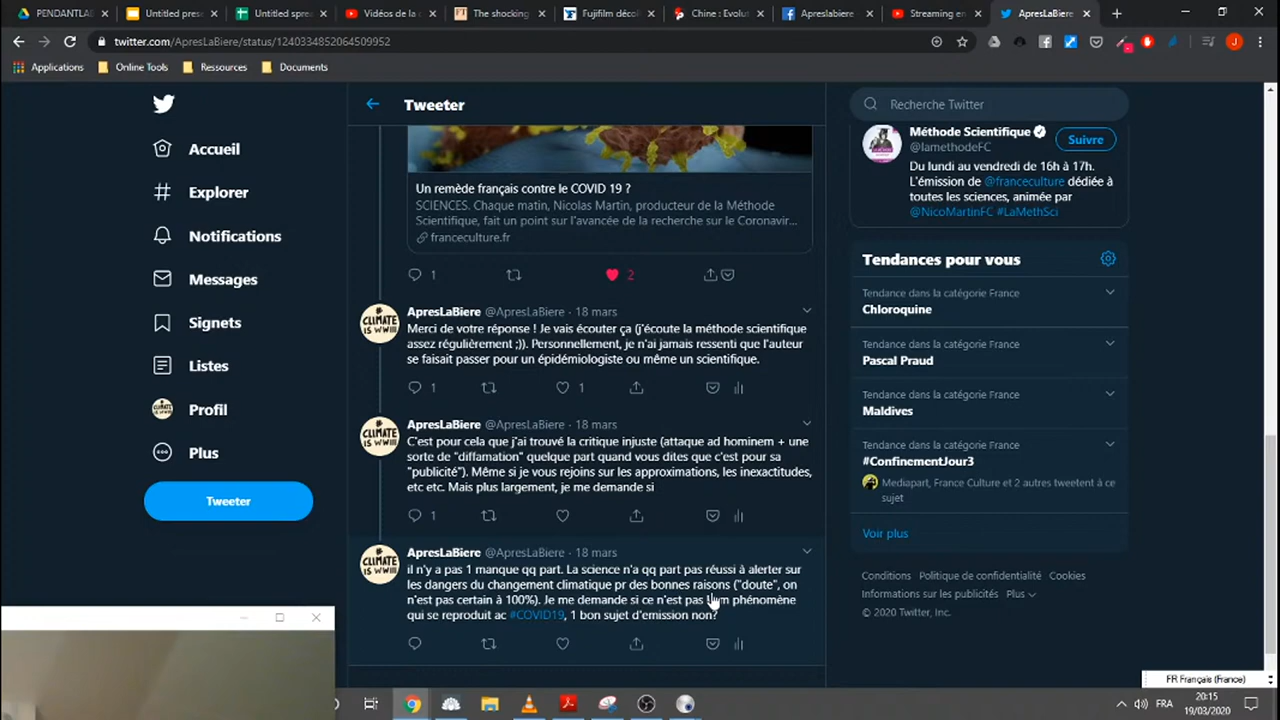 PENDANTLA
Untitled prese
Untitled spre
Vidéos de la c
The shocking
Fujifilm décol
Chine : Evolut
Apreslabiere
Streaming en
ApresLaBiere
twitter.com/ApresLaBiere/status/1240334852064509952
Applications
Online Tools
Ressources
Documents
Accueil
Explorer
Notifications
Messages
Signets
Listes
Profil
Plus
Tweeter
Tweeter
Un remède français contre le COVID 19 ?
SCIENCES. Chaque matin, Nicolas Martin, producteur de la Méthode
Scientifique, fait un point sur l'avancée de la recherche sur le Coronavir...
franceculture.fr
1
2
ApresLaBiere @ApresLaBiere · 18 mars
Merci de votre réponse ! Je vais écouter ça (j'écoute la méthode scientifique
assez régulièrement ;)). Personnellement, je n'ai jamais ressenti que l'auteur
se faisait passer pour un épidémiologiste ou même un scientifique.
1
1
ApresLaBiere @ApresLaBiere · 18 mars
C'est pour cela que j'ai trouvé la critique injuste (attaque ad hominem + une
sorte de "diffamation" quelque part quand vous dites que c'est pour sa
"publicité"). Même si je vous rejoins sur les approximations, les inexactitudes,
etc etc. Mais plus largement, je me demande si
1
ApresLaBiere @ApresLaBiere · 18 mars
il n'y a pas 1 manque qq part. La science n'a qq part pas réussi à alerter sur
les dangers du changement climatique pr des bonnes raisons ("doute", on
n'est pas certain à 100%). Je me demande si ce n'est pas phénomène
qui se reproduit ac #COVID19, 1 bon sujet d'emission non?
Recherche Twitter
Méthode Scientifique
@lamethodeFC
Suivre
Du lundi au vendredi de 16h à 17h.
L'émission de @franceculture dédiée à
toutes les sciences, animée par
@NicoMartinFC #LaMethSci
Tendances pour vous
Tendance dans la catégorie France
Chloroquine
Tendance dans la catégorie France
Pascal Praud
Tendance dans la catégorie France
Maldives
Tendance dans la catégorie France
#ConfinementJour3
Mediapart, France Culture et 2 autres tweetent à ce
sujet
Voir plus
Conditions Politique de confidentialité Cookies
Informations sur les publicités Plus
© 2020 Twitter, Inc.
CLIMATE
IS WWIII
CLIMATE
IS WWIII
CLIMATE
IS WWIII
FR Français (France)
FRA
20:15
19/03/2020